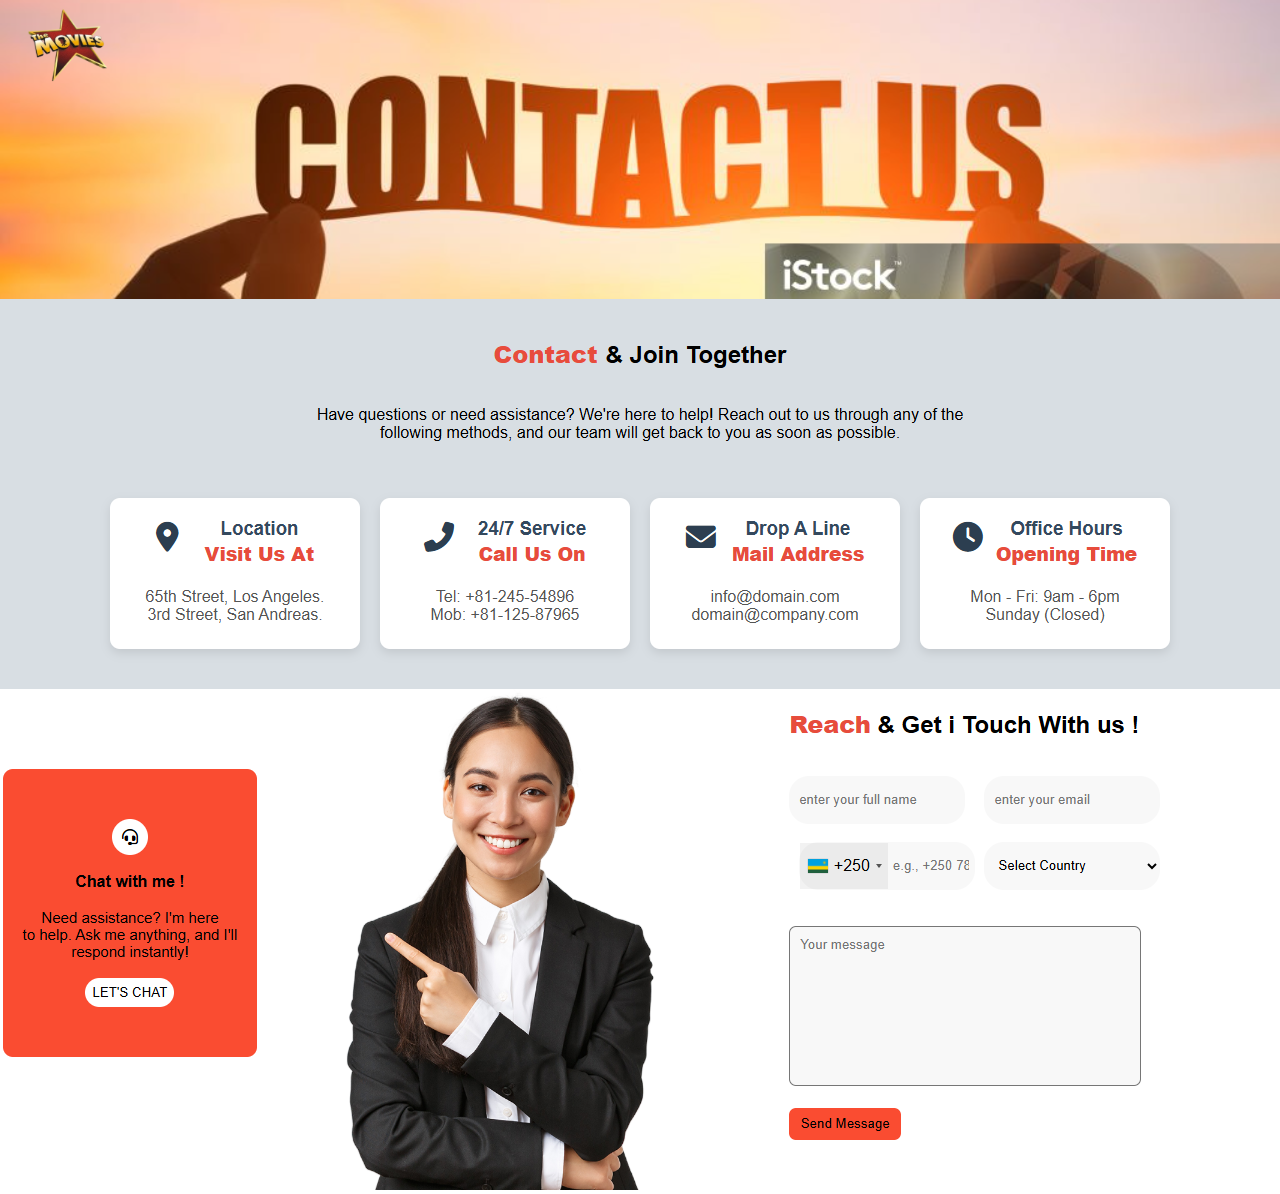 The
MOVIES
CONTACT US
iStock™
Contact & Join Together
Have questions or need assistance? We're here to help! Reach out to us through any of the
following methods, and our team will get back to you as soon as possible.
Location
Visit Us At
65th Street, Los Angeles.
3rd Street, San Andreas.
24/7 Service
Call Us On
Tel: +81-245-54896
Mob: +81-125-87965
Drop A Line
Mail Address
info@domain.com
domain@company.com
Office Hours
Opening Time
Mon - Fri: 9am - 6pm
Sunday (Closed)
Chat with me !
Need assistance? I'm here
to help. Ask me anything, and I'll
respond instantly!
LET'S CHAT
Reach & Get i Touch With us !
enter your full name
enter your email
+250
e.g., +250 78
Select Country
Your message
Send Message